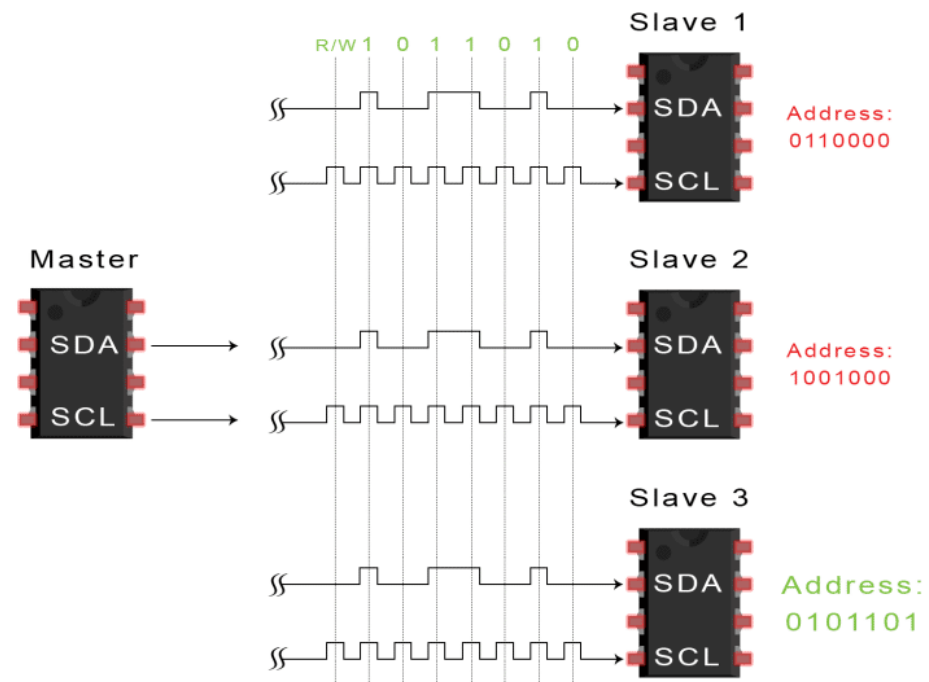 Slave 1
R/W 1 0 1 1 0 1 0
SDA
Address:
0110000
SCL
Master
SDA
SCL
Slave 2
SDA
Address:
1001000
SCL
Slave 3
SDA
Address:
0101101
SCL